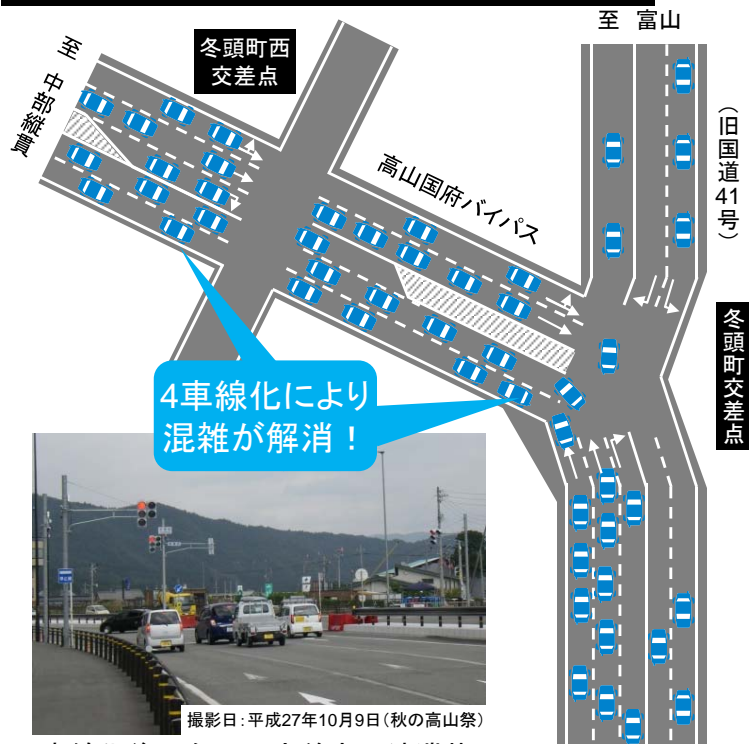 至 富山
冬頭町西
交差点
至 中部縦貫
(旧国道41号)
高山国府バイパス
冬頭町交差点
4車線化により
混雑が解消！
撮影日：平成27年10月9日（秋の高山祭）